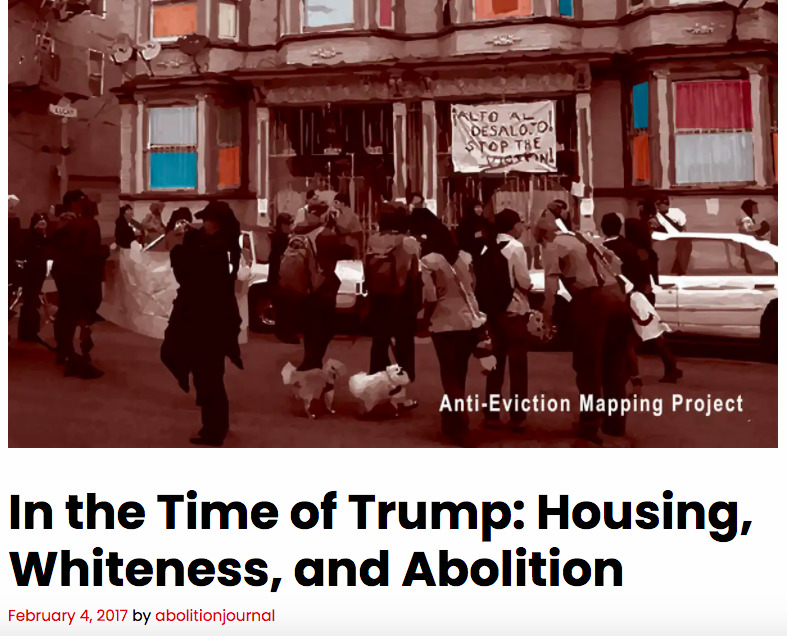 LUCKY
¡ALTO AL
DESALOJO!
STOP THE
Anti-Eviction Mapping Project
In the Time of Trump: Housing,
Whiteness, and Abolition
February 4, 2017 by abolitionjournal